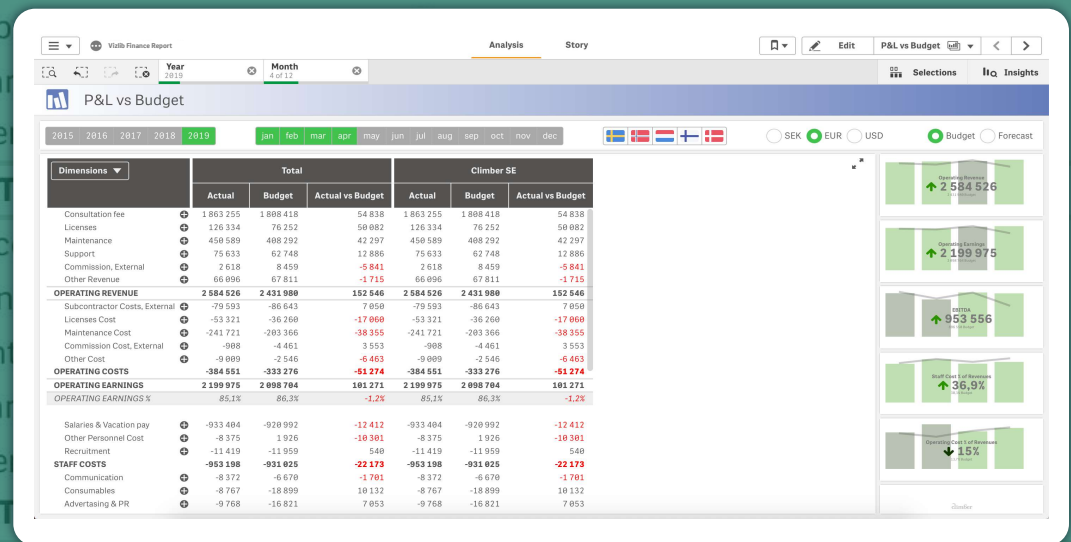 Vizlib Finance Report
Analysis Story
Edit P&L vs Budget
Year
2019
Month
4 of 12
Selections Insights
P&L vs Budget
2015 2016 2017 2018 2019 jan feb mar apr may jun jul aug sep oct nov dec SEK EUR USD Budget Forecast
Dimensions Total Climber SE
Actual Budget Actual vs Budget Actual Budget Actual vs Budget
Consultation fee 1 863 255 1 808 418 54 838 1 863 255 1 808 418 54 838
Licenses 126 334 76 252 50 082 126 334 76 252 50 082
Maintenance 450 589 408 292 42 297 450 589 408 292 42 297
Support 75 633 62 748 12 886 75 633 62 748 12 886
Commission, External 2 618 8 459 -5 841 2 618 8 459 -5 841
Other Revenue 66 096 67 811 -1 715 66 096 67 811 -1 715
OPERATING REVENUE 2 584 526 2 431 980 152 546 2 584 526 2 431 980 152 546
Subcontractor Costs, External -79 593 -86 643 7 050 -79 593 -86 643 7 050
Licenses Cost -53 321 -36 260 -17 060 -53 321 -36 260 -17 060
Maintenance Cost -241 721 -203 366 -38 355 -241 721 -203 366 -38 355
Commission Cost, External -908 -4 461 3 553 -908 -4 461 3 553
Other Cost -9 009 -2 546 -6 463 -9 009 -2 546 -6 463
OPERATING COSTS -384 551 -333 276 -51 274 -384 551 -333 276 -51 274
OPERATING EARNINGS 2 199 975 2 098 704 101 271 2 199 975 2 098 704 101 271
OPERATING EARNINGS % 85,1% 86,3% -1,2% 85,1% 86,3% -1,2%
Salaries & Vacation pay -933 404 -920 992 -12 412 -933 404 -920 992 -12 412
Other Personnel Cost -8 375 1 926 -10 301 -8 375 1 926 -10 301
Recruitment -11 419 -11 959 540 -11 419 -11 959 540
STAFF COSTS -953 198 -931 025 -22 173 -953 198 -931 025 -22 173
Communication -8 372 -6 670 -1 701 -8 372 -6 670 -1 701
Consumables -8 767 -18 899 10 132 -8 767 -18 899 10 132
Advertasing & PR -9 768 -16 821 7 053 -9 768 -16 821 7 053
Operating Revenue
2 584 526
Operating Earnings
2 199 975
EBITDA
953 556
Staff Cost % of Revenues
36,9%
Operating Cost % of Revenues
15%
climber